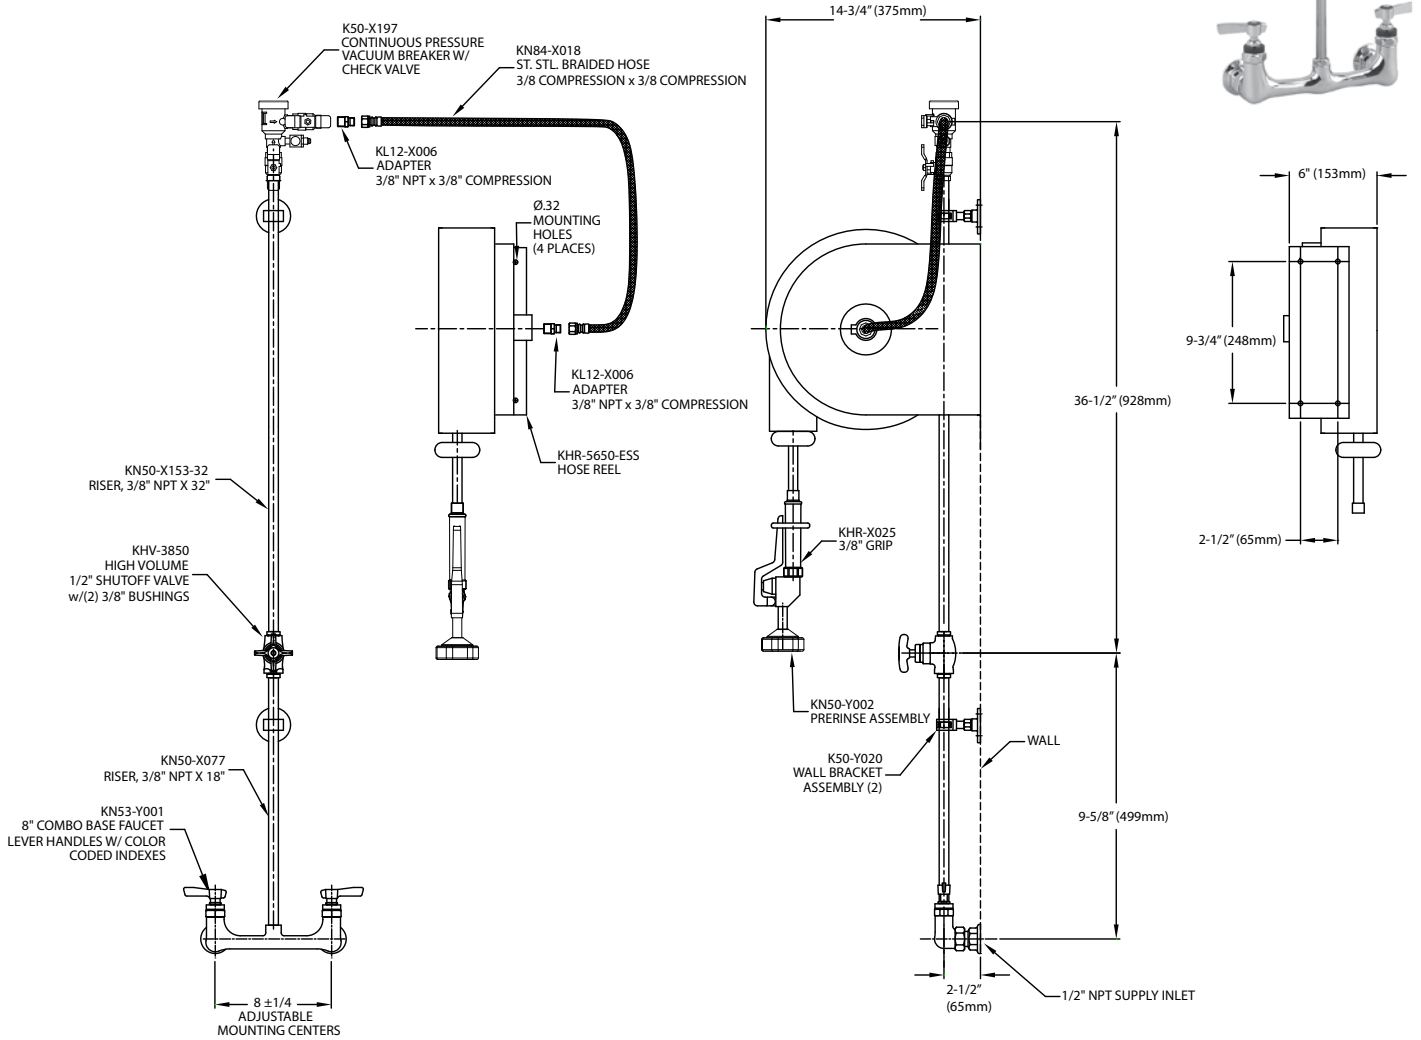 14-3/4” (375mm)
K50-X197
CONTINUOUS PRESSURE
VACUUM BREAKER W/
CHECK VALVE
KN84-X018
ST. STL. BRAIDED HOSE
3/8 COMPRESSION x 3/8 COMPRESSION
KL12-X006
ADAPTER
3/8" NPT x 3/8" COMPRESSION
Ø.32
MOUNTING
HOLES
(4 PLACES)
6” (153mm)
9-3/4” (248mm)
36-1/2” (928mm)
KL12-X006
ADAPTER
3/8" NPT x 3/8" COMPRESSION
KHR-5650-ESS
HOSE REEL
KN50-X153-32
RISER, 3/8" NPT X 32"
KHR-X025
3/8" GRIP
2-1/2” (65mm)
KHV-3850
HIGH VOLUME
1/2" SHUTOFF VALVE
w/(2) 3/8" BUSHINGS
KN50-Y002
PRERINSE ASSEMBLY
WALL
K50-Y020
WALL BRACKET
ASSEMBLY (2)
KN50-X077
RISER, 3/8" NPT X 18"
9-5/8” (499mm)
KN53-Y001
8" COMBO BASE FAUCET
LEVER HANDLES W/ COLOR
CODED INDEXES
2-1/2”
(65mm)
1/2" NPT SUPPLY INLET
8 ±1/4
ADJUSTABLE
MOUNTING CENTERS